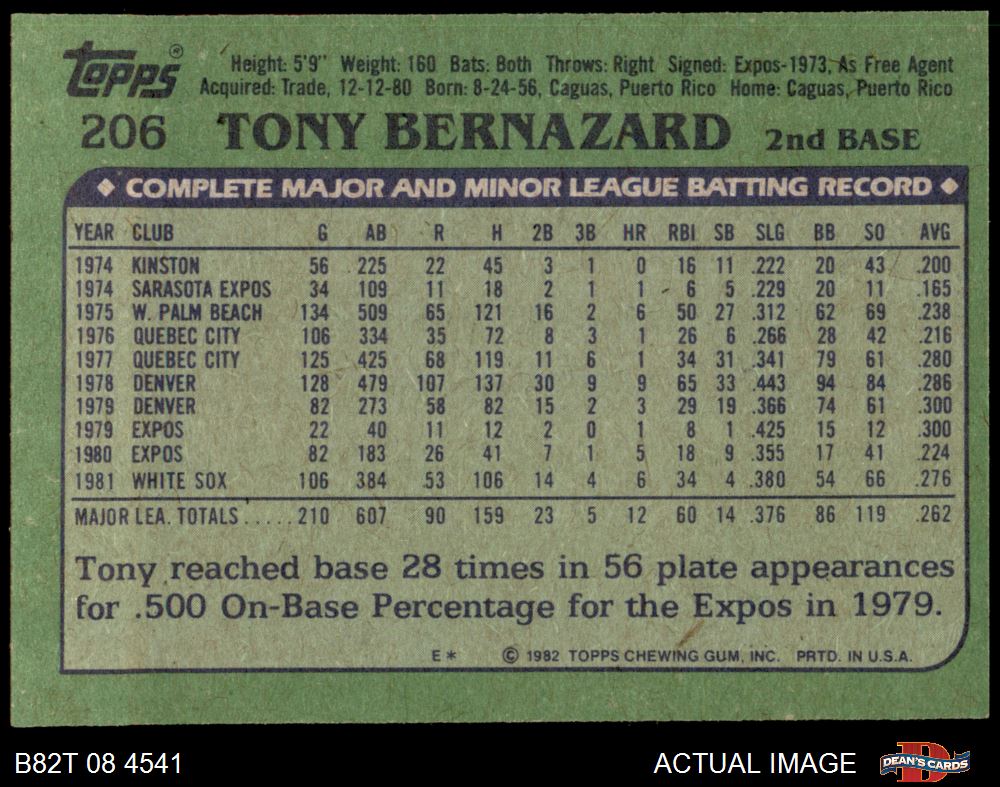 Topps® Height: 5'9" Weight: 160 Bats: Both Throws: Right Signed: Expos-1973, As Free Agent
Acquired: Trade, 12-12-80 Born: 8-24-56, Caguas, Puerto Rico Home: Caguas, Puerto Rico
206 TONY BERNAZARD 2nd BASE
COMPLETE MAJOR AND MINOR LEAGUE BATTING RECORD
YEAR CLUB G AB R H 2B 3B HR RBI SB SLG BB SO AVG
1974 KINSTON 56 225 22 45 3 1 0 16 11 .222 20 43 .200
1974 SARASOTA EXPOS 34 109 11 18 2 1 1 6 5 .229 20 11 .165
1975 W. PALM BEACH 134 509 65 121 16 2 6 50 27 .312 62 69 .238
1976 QUEBEC CITY 106 334 35 72 8 3 1 26 6 .266 28 42 .216
1977 QUEBEC CITY 125 425 68 119 11 6 1 34 31 .341 79 61 .280
1978 DENVER 128 479 107 137 30 9 9 65 33 .443 94 84 .286
1979 DENVER 82 273 58 82 15 2 3 29 19 .366 74 61 .300
1979 EXPOS 22 40 11 12 2 0 1 8 1 .425 15 12 .300
1980 EXPOS 82 183 26 41 7 1 5 18 9 .355 17 41 .224
1981 WHITE SOX 106 384 53 106 14 4 6 34 4 .380 54 66 .276
MAJOR LEA. TOTALS.....210 607 90 159 23 5 12 60 14 .376 86 119 .262
Tony reached base 28 times in 56 plate appearances
for .500 On-Base Percentage for the Expos in 1979.
E* © 1982 TOPPS CHEWING GUM, INC. PRTD. IN U.S.A.
B82T 08 4541 ACTUAL IMAGE DEAN'S CARDS